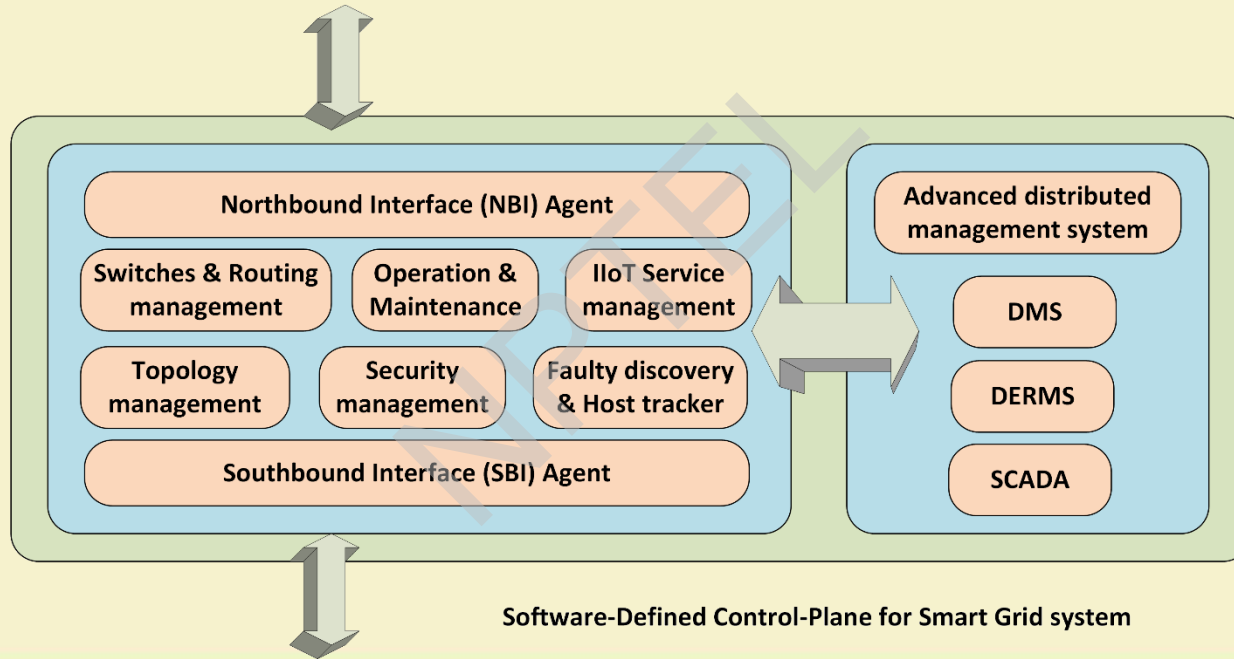 Northbound Interface (NBI) Agent
Switches & Routing
management
Operation &
Maintenance
IIoT Service
management
Topology
management
Security
management
Faulty discovery
& Host tracker
Southbound Interface (SBI) Agent
Advanced distributed
management system
DMS
DERMS
SCADA
NPTEL
Software-Defined Control-Plane for Smart Grid system